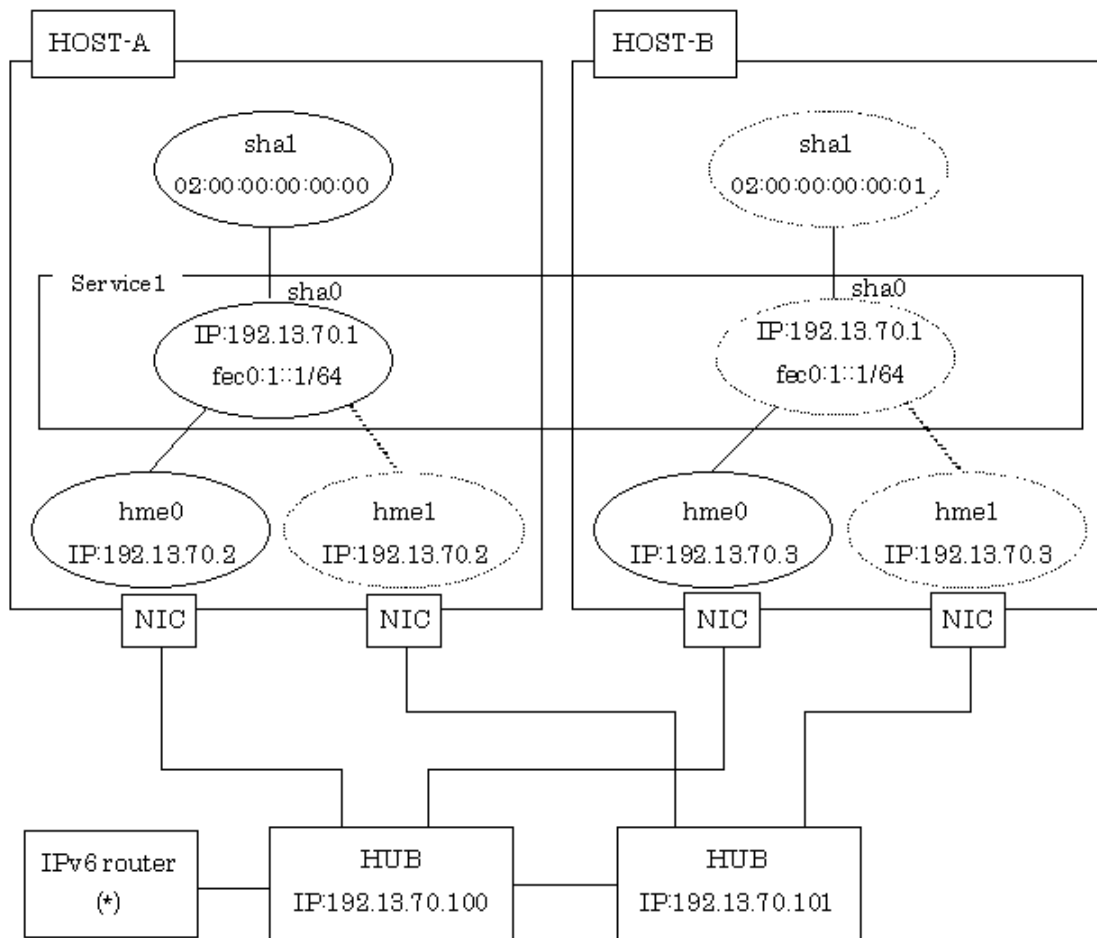 HOST-A
HOST-B
sha1
02:00:00:00:00:00
sha1
02:00:00:00:00:01
Service1
sha0
IP:192.13.70.1
fec0:1::1/64
sha0
IP:192.13.70.1
fec0:1::1/64
hme0
IP:192.13.70.2
hme1
IP:192.13.70.2
hme0
IP:192.13.70.3
hme1
IP:192.13.70.3
NIC
NIC
NIC
NIC
IPv6 router
(*)
HUB
IP:192.13.70.100
HUB
IP:192.13.70.101